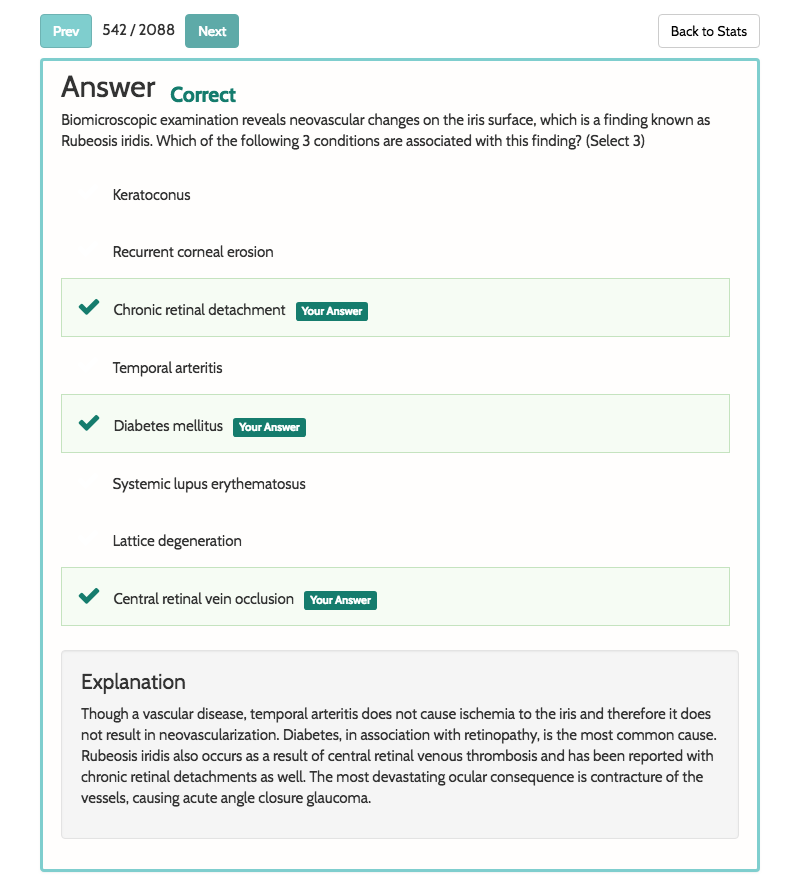 Prev 542 / 2088 Next Back to Stats
Answer Correct
Biomicroscopic examination reveals neovascular changes on the iris surface, which is a finding known as
Rubeosis iridis. Which of the following 3 conditions are associated with this finding? (Select 3)
Keratoconus
Recurrent corneal erosion
Chronic retinal detachment Your Answer
Temporal arteritis
Diabetes mellitus Your Answer
Systemic lupus erythematosus
Lattice degeneration
Central retinal vein occlusion Your Answer
Explanation
Though a vascular disease, temporal arteritis does not cause ischemia to the iris and therefore it does
not result in neovascularization. Diabetes, in association with retinopathy, is the most common cause.
Rubeosis iridis also occurs as a result of central retinal venous thrombosis and has been reported with
chronic retinal detachments as well. The most devastating ocular consequence is contracture of the
vessels, causing acute angle closure glaucoma.